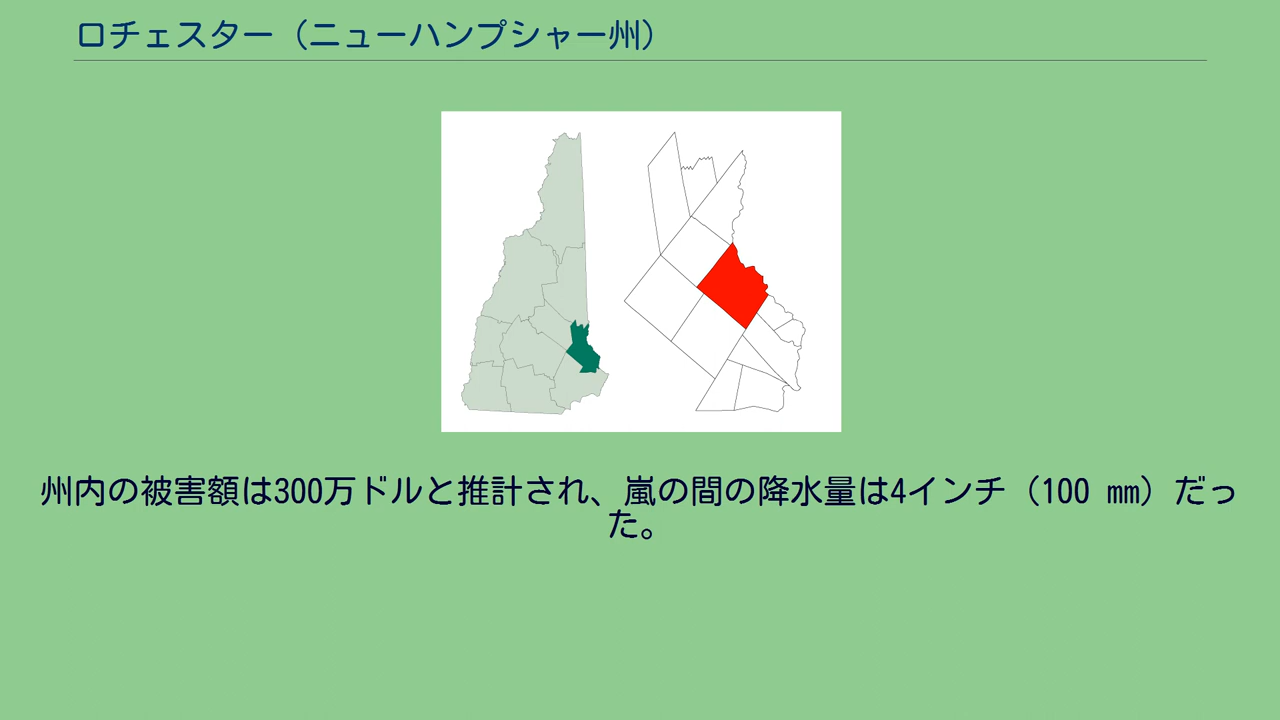 ロチェスター（ニューハンプシャー州）
州内の被害額は300万ドルと推計され、嵐の間の降水量は4インチ（100 mm）だっ
た。